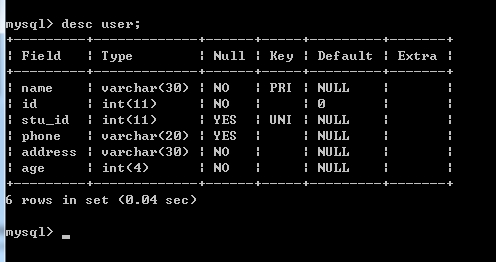 mysql> desc user;
+---------+-------------+------+-----+---------+-------+
| Field   | Type        | Null | Key | Default | Extra |
+---------+-------------+------+-----+---------+-------+
| name    | varchar(30) | NO   | PRI | NULL    |       |
| id      | int(11)     | NO   |     | 0       |       |
| stu_id  | int(11)     | YES  | UNI | NULL    |       |
| phone   | varchar(20) | YES  |     | NULL    |       |
| address | varchar(30) | NO   |     | NULL    |       |
| age     | int(4)      | NO   |     | NULL    |       |
+---------+-------------+------+-----+---------+-------+
6 rows in set (0.04 sec)
mysql> _